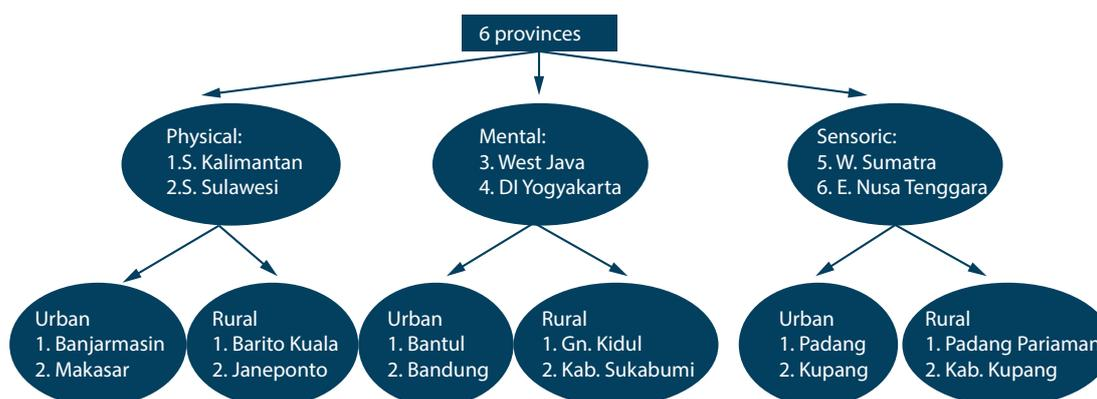 6 provinces
Physical:
1.S. Kalimantan
2.S. Sulawesi
Mental:
3. West Java
4. DI Yogyakarta
Sensoric:
5. W. Sumatra
6. E. Nusa Tenggara
Urban
1. Banjarmasin
2. Makasar
Rural
1. Barito Kuala
2. Janeponto
Urban
1. Bantul
2. Bandung
Rural
1. Gn. Kidul
2. Kab. Sukabumi
Urban
1. Padang
2. Kupang
Rural
1. Padang Pariaman
2. Kab. Kupang